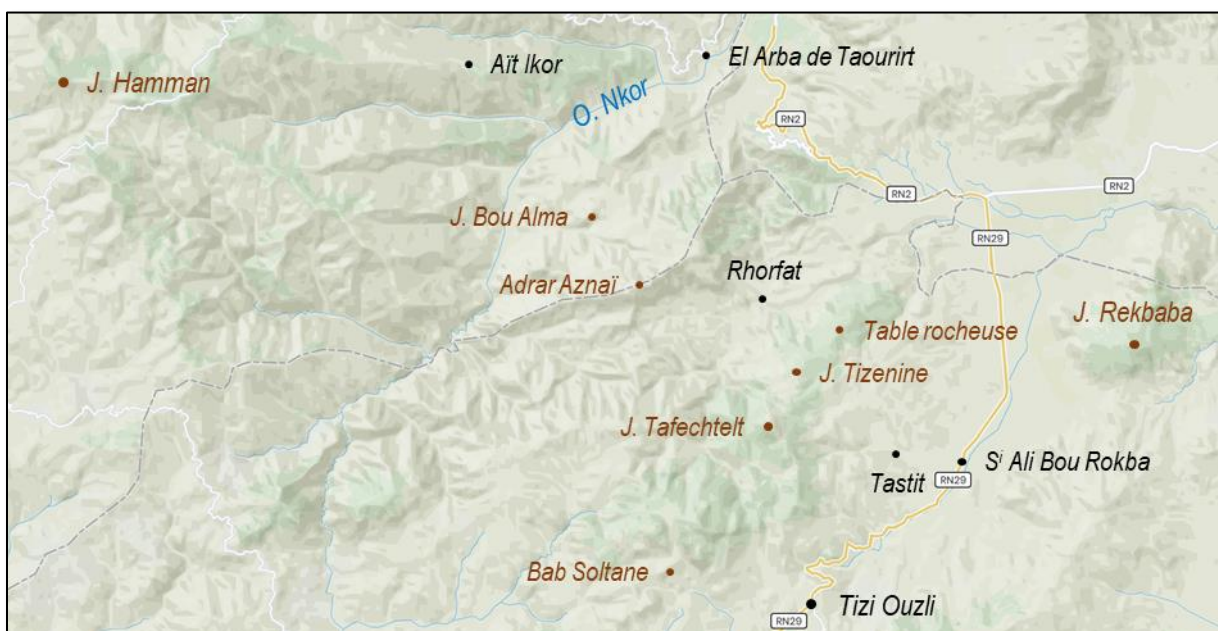 J. Hamman
Aït Ikor
El Arba de Taourirt
O. Nkor
RN2
RN2
RN2
J. Bou Alma
RN29
Adrar Aznaï
Rhorfat
J. Rekbaba
Table rocheuse
J. Tizenine
J. Tafechtelt
Tastit
Sⁱ Ali Bou Rokba
RN29
Bab Soltane
Tizi Ouzli
RN29